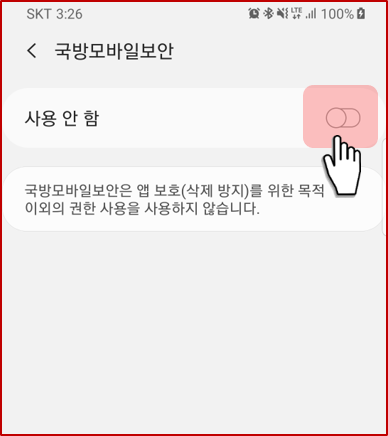 SKT 3:26 LTE 100%
국방모바일보안
사용 안 함
국방모바일보안은 앱 보호(삭제 방지)를 위한 목적
이외의 권한 사용을 사용하지 않습니다.